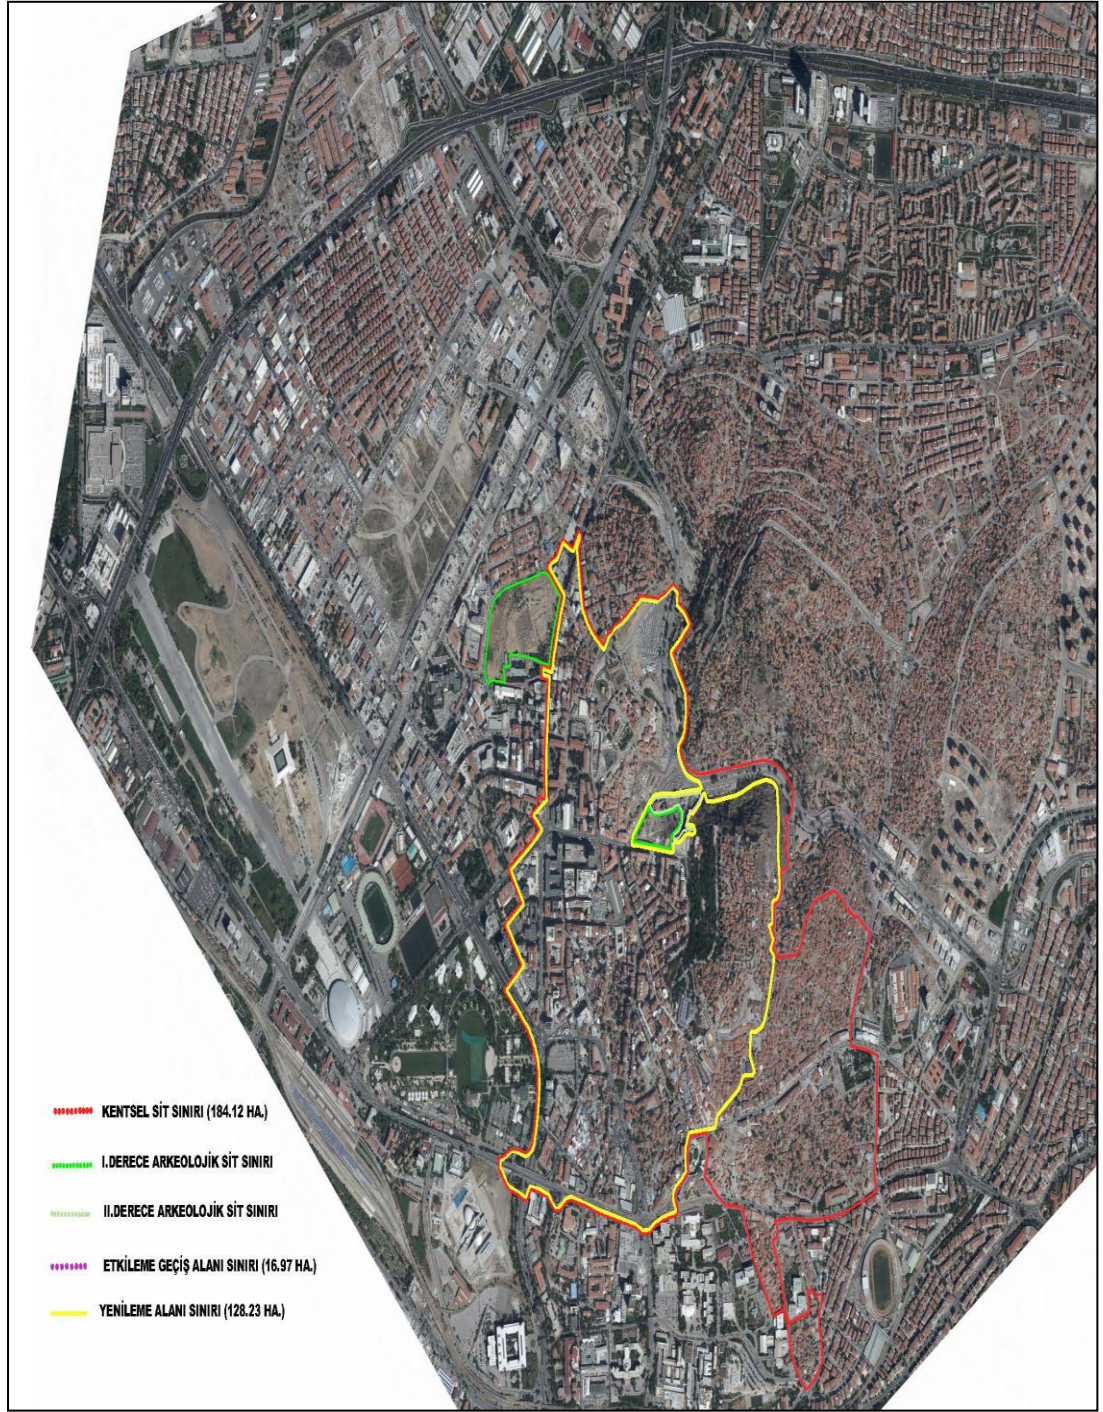 KENTSEL SİT SINIRI (184.12 HA.)
I.DERECE ARKEOLOJİK SİT SINIRI
II.DERECE ARKEOLOJİK SİT SINIRI
ETKİLEME GEÇİŞ ALANI SINIRI (16.97 HA.)
YENİLEME ALANI SINIRI (128.23 HA.)